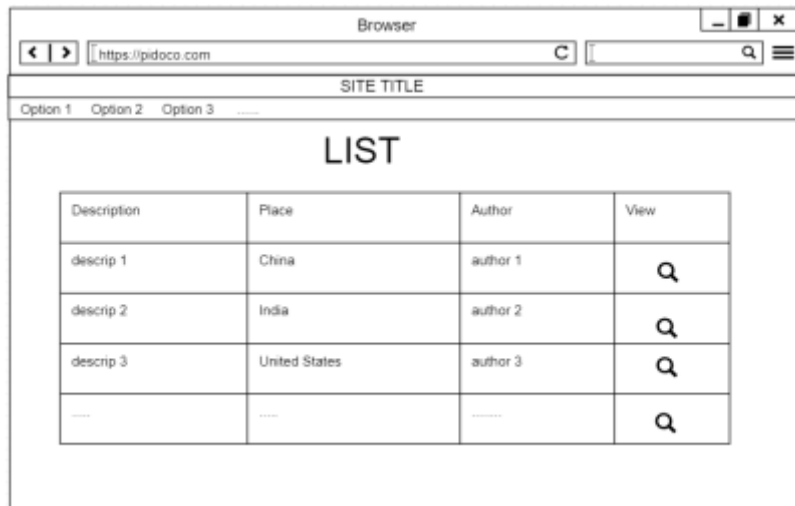 Browser
https://pidoco.com
SITE TITLE
Option 1 Option 2 Option 3 ......
LIST
Description Place Author View
descrip 1 China author 1
descrip 2 India author 2
descrip 3 United States author 3
..... ..... ........